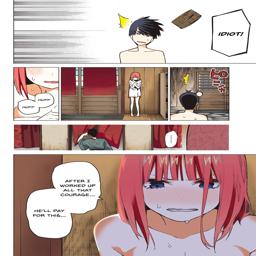 IDIOT!
AFTER I
WORKED UP
ALL THAT
COURAGE...
HE'LL PAY
FOR THIS...